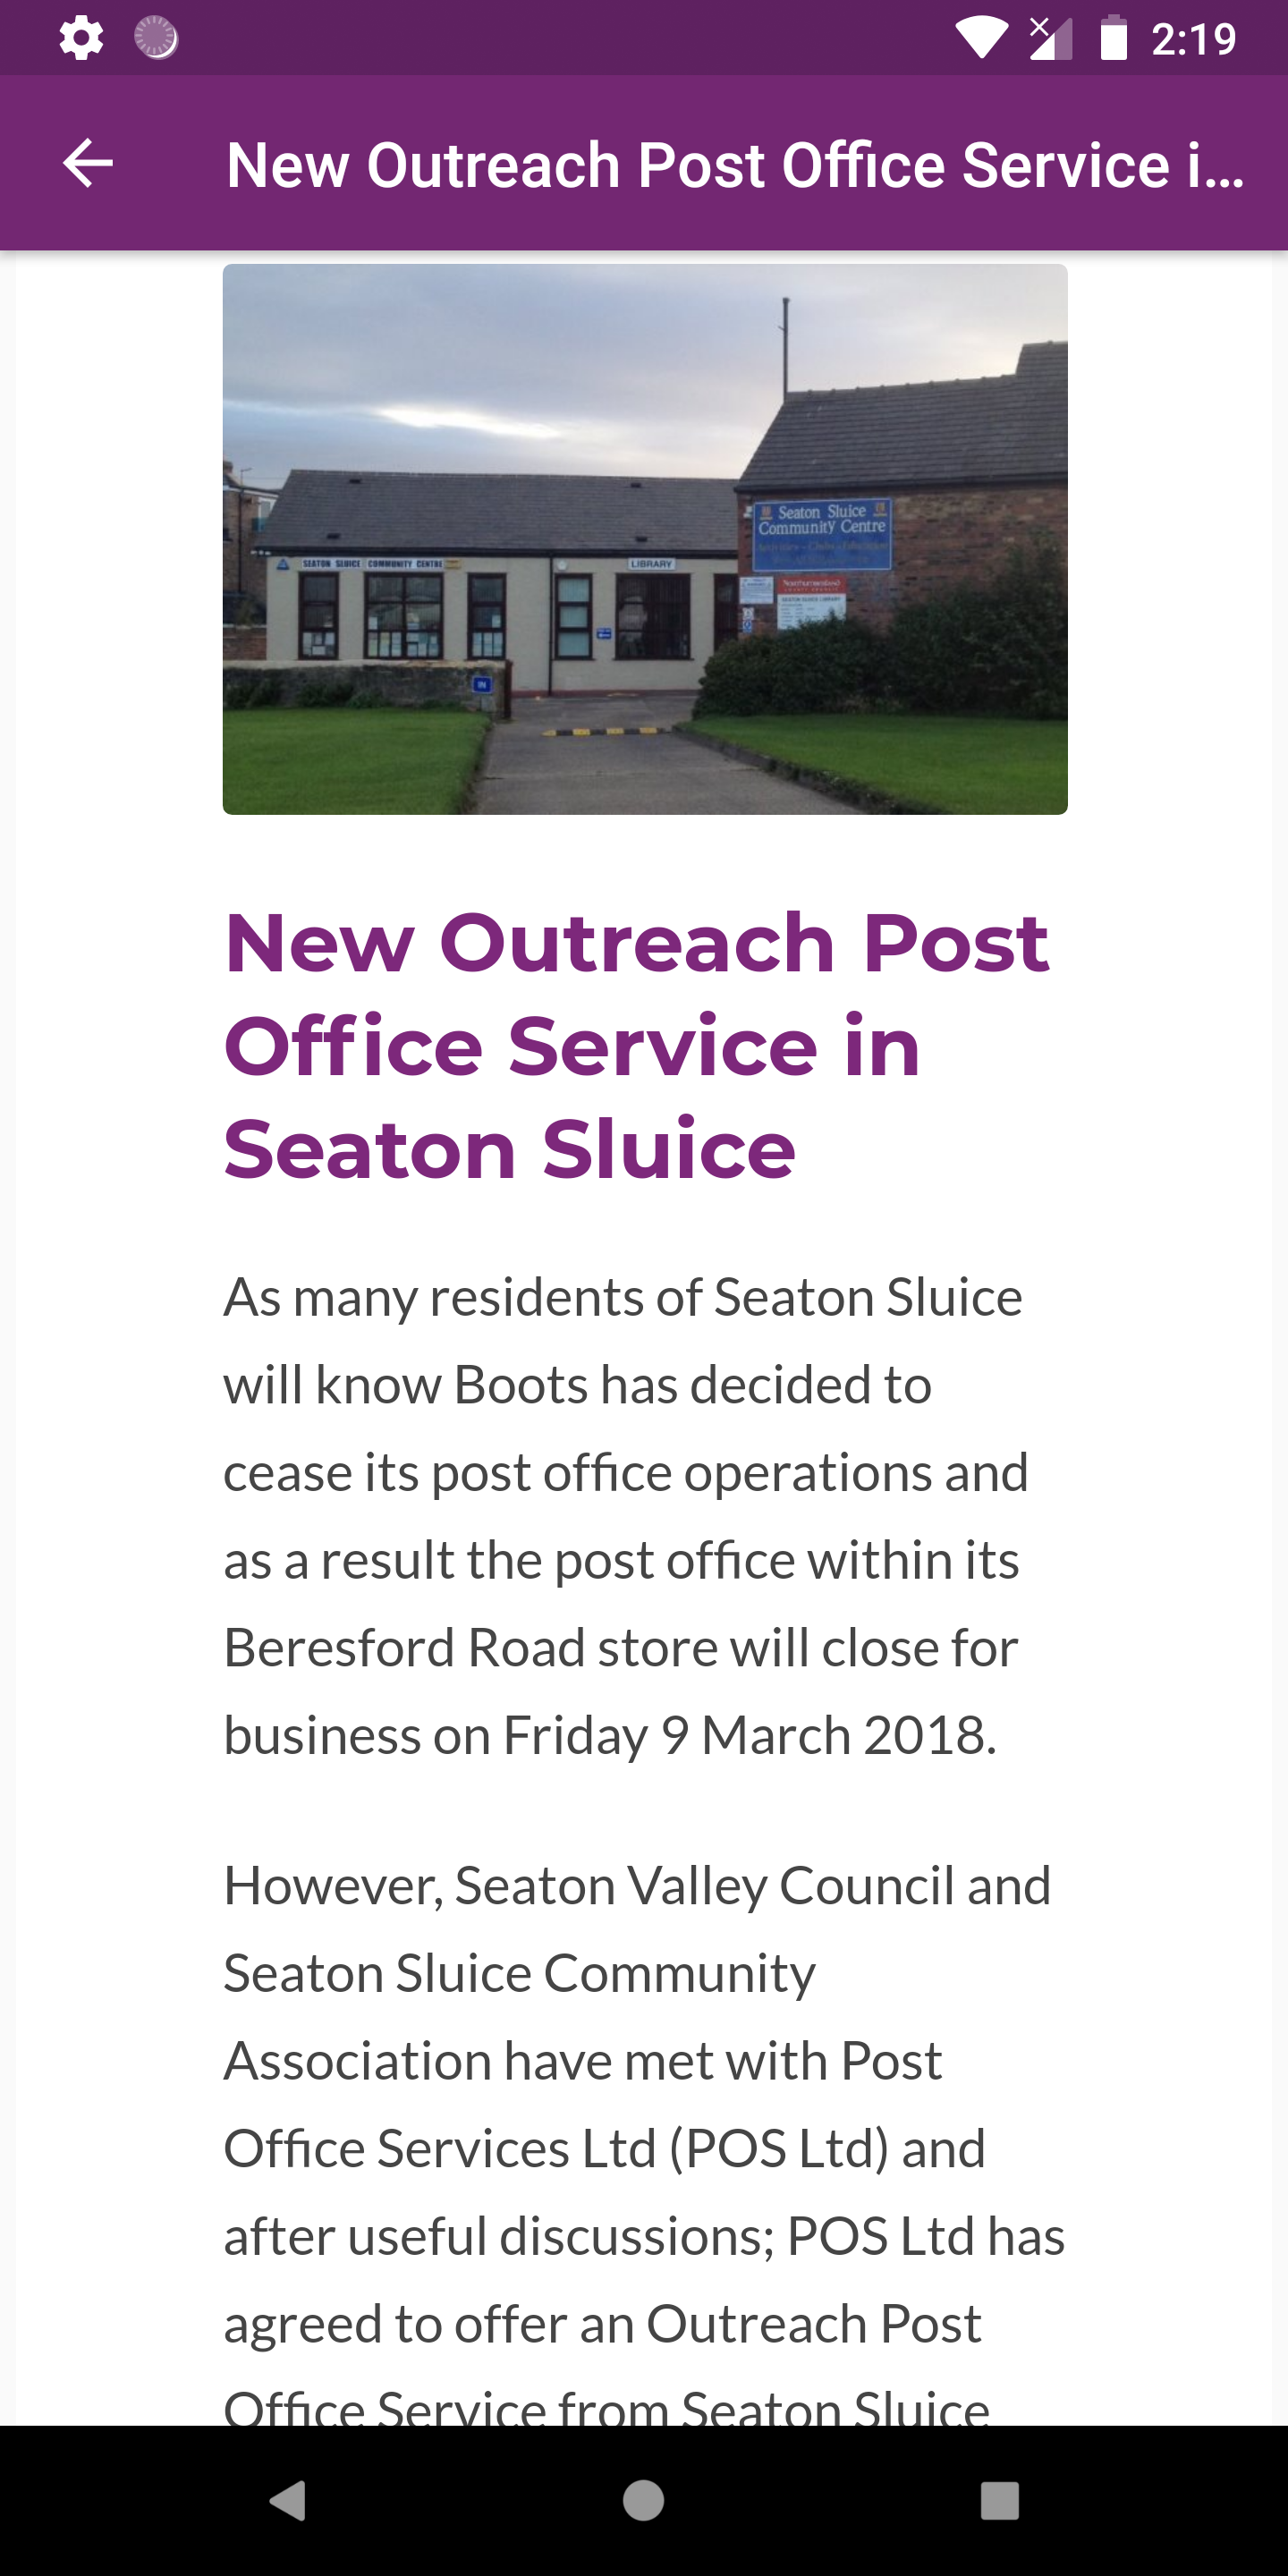 2:19
New Outreach Post Office Service i...
Seaton Sluice
Community Centre
SEATON SLUICE COMMUNITY CENTRE
LIBRARY
Northumberland
SEATON SLUICE LIBRARY
IN
New Outreach Post
Office Service in
Seaton Sluice
As many residents of Seaton Sluice
will know Boots has decided to
cease its post office operations and
as a result the post office within its
Beresford Road store will close for
business on Friday 9 March 2018.
However, Seaton Valley Council and
Seaton Sluice Community
Association have met with Post
Office Services Ltd (POS Ltd) and
after useful discussions; POS Ltd has
agreed to offer an Outreach Post
Office Service from Seaton Sluice